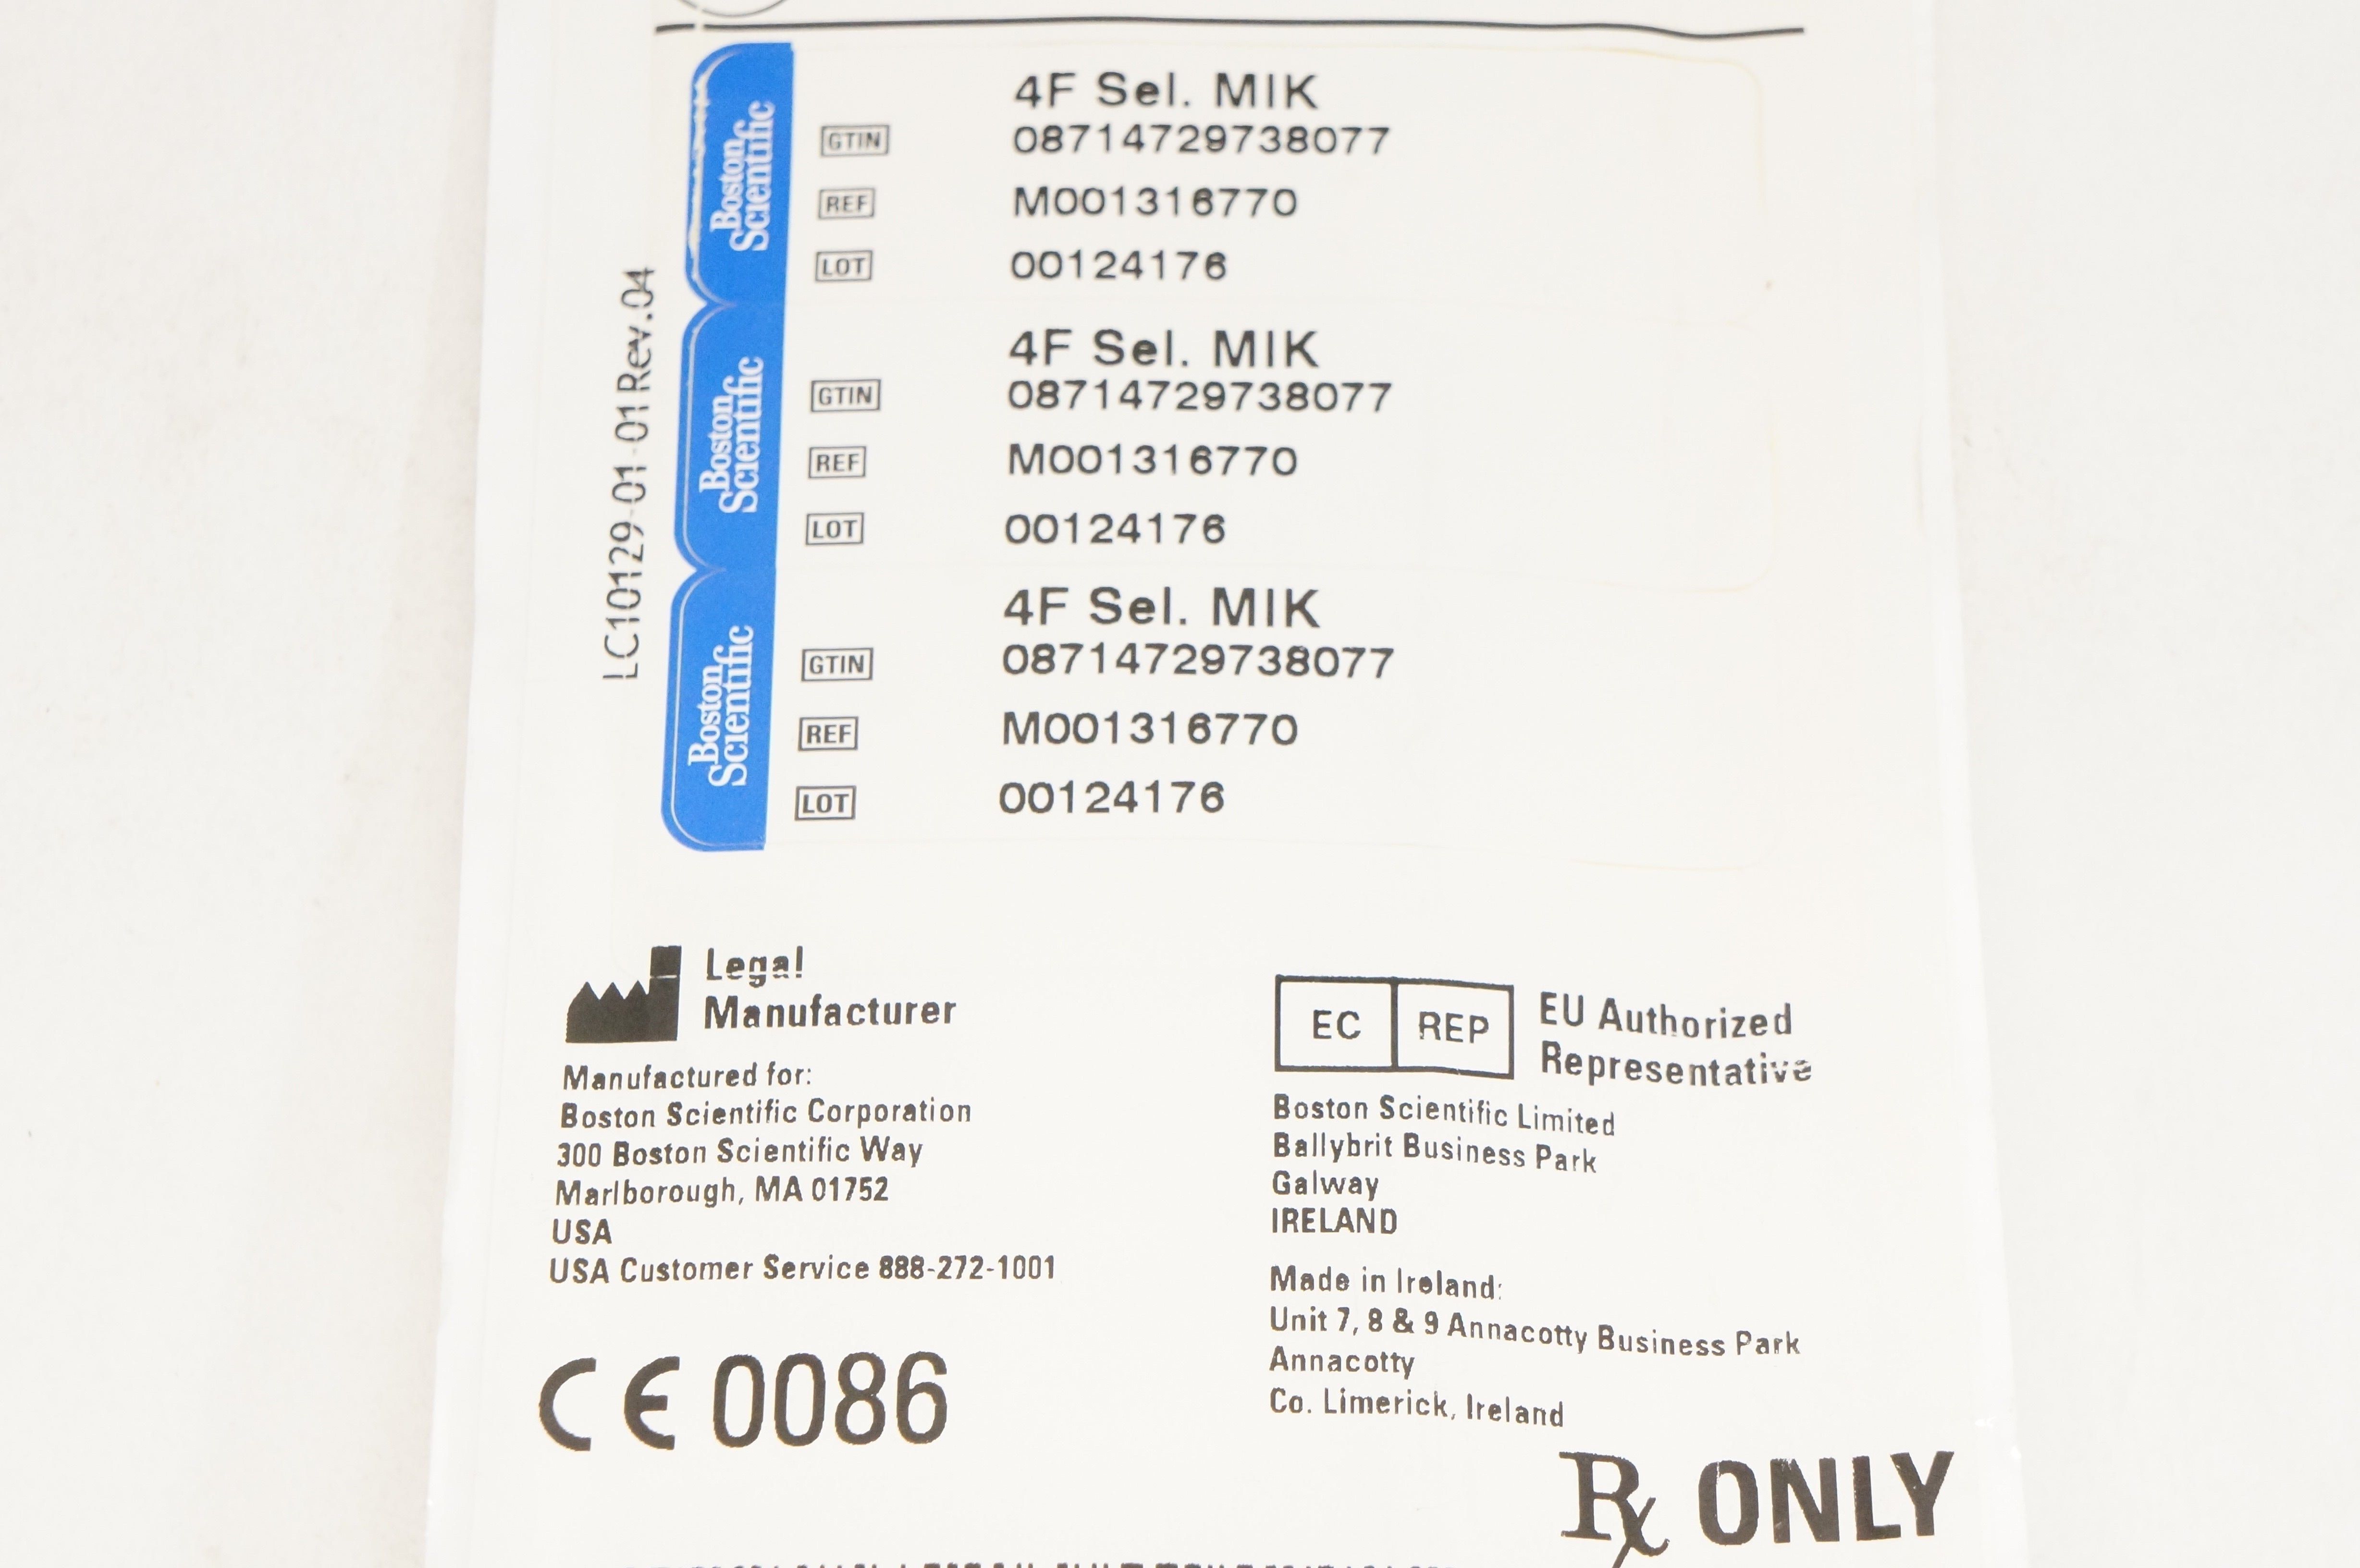 LC10129-01-01 Rev.04
Boston
Scientific
4F Sel. MIK
GTIN 08714729738077
REF M001316770
LOT 00124176
Boston
Scientific
4F Sel. MIK
GTIN 08714729738077
REF M001316770
LOT 00124176
Boston
Scientific
4F Sel. MIK
GTIN 08714729738077
REF M001316770
LOT 00124176
Legal
Manufacturer
Manufactured for:
Boston Scientific Corporation
300 Boston Scientific Way
Marlborough, MA 01752
USA
USA Customer Service 888-272-1001
CE 0086
EC REP
EU Authorized
Representative
Boston Scientific Limited
Ballybrit Business Park
Galway
IRELAND
Made in Ireland:
Unit 7, 8 & 9 Annacotty Business Park
Annacotty
Co. Limerick, Ireland
℞ ONLY